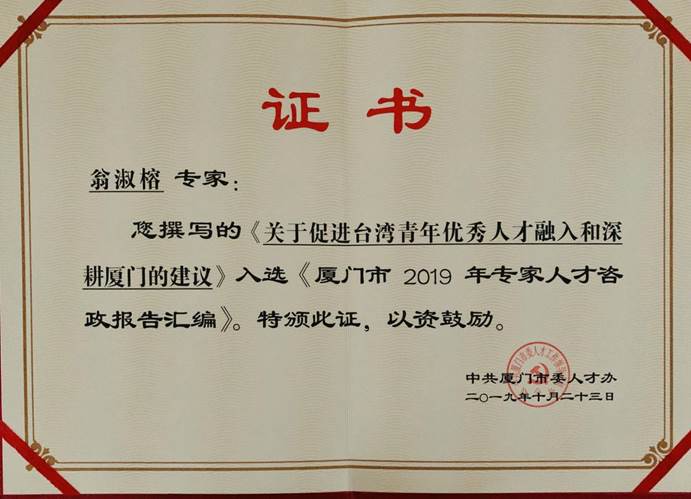 证书
翁淑榕 专家：
您撰写的《关于促进台湾青年优秀人才融入和深
耕厦门的建议》入选《厦门市 2019 年专家人才咨
政报告汇编》。特颁此证，以资鼓励。
中共厦门市委人才办
二〇一九年十月二十三日